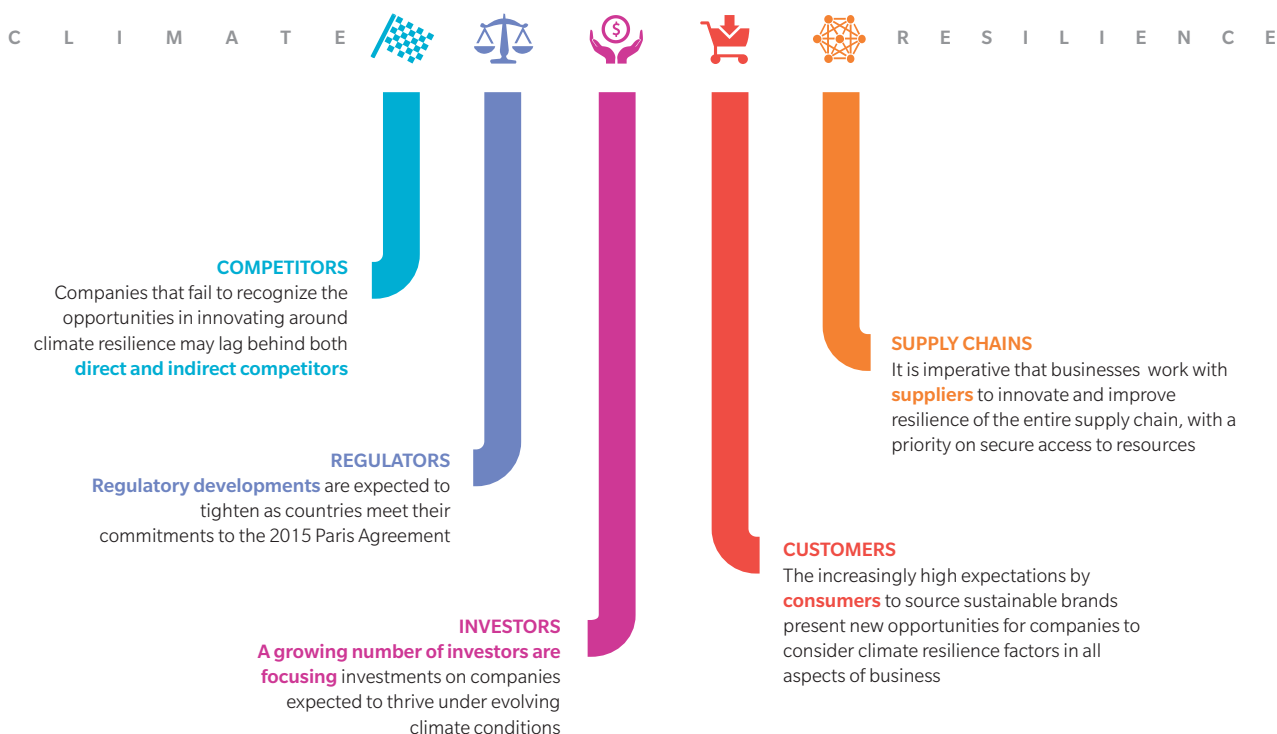 CLIMATE RESILIENCE
$
COMPETITORS
Companies that fail to recognize the
opportunities in innovating around
climate resilience may lag behind both
direct and indirect competitors
REGULATORS
Regulatory developments are expected to
tighten as countries meet their
commitments to the 2015 Paris Agreement
INVESTORS
A growing number of investors are
focusing investments on companies
expected to thrive under evolving
climate conditions
SUPPLY CHAINS
It is imperative that businesses work with
suppliers to innovate and improve
resilience of the entire supply chain, with a
priority on secure access to resources
CUSTOMERS
The increasingly high expectations by
consumers to source sustainable brands
present new opportunities for companies to
consider climate resilience factors in all
aspects of business